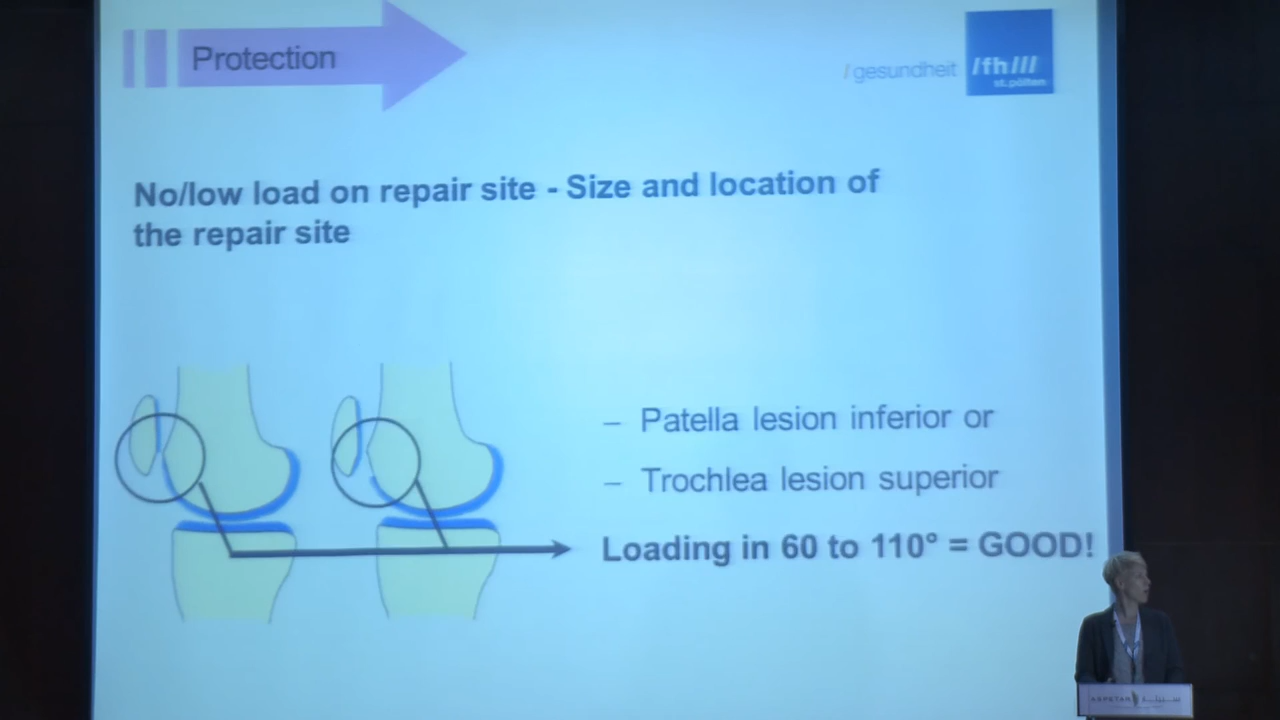 Protection
/gesundheit
/fh///
st.pölten
No/low load on repair site - Size and location of
the repair site
– Patella lesion inferior or
– Trochlea lesion superior
Loading in 60 to 110° = GOOD!
ASPETAR